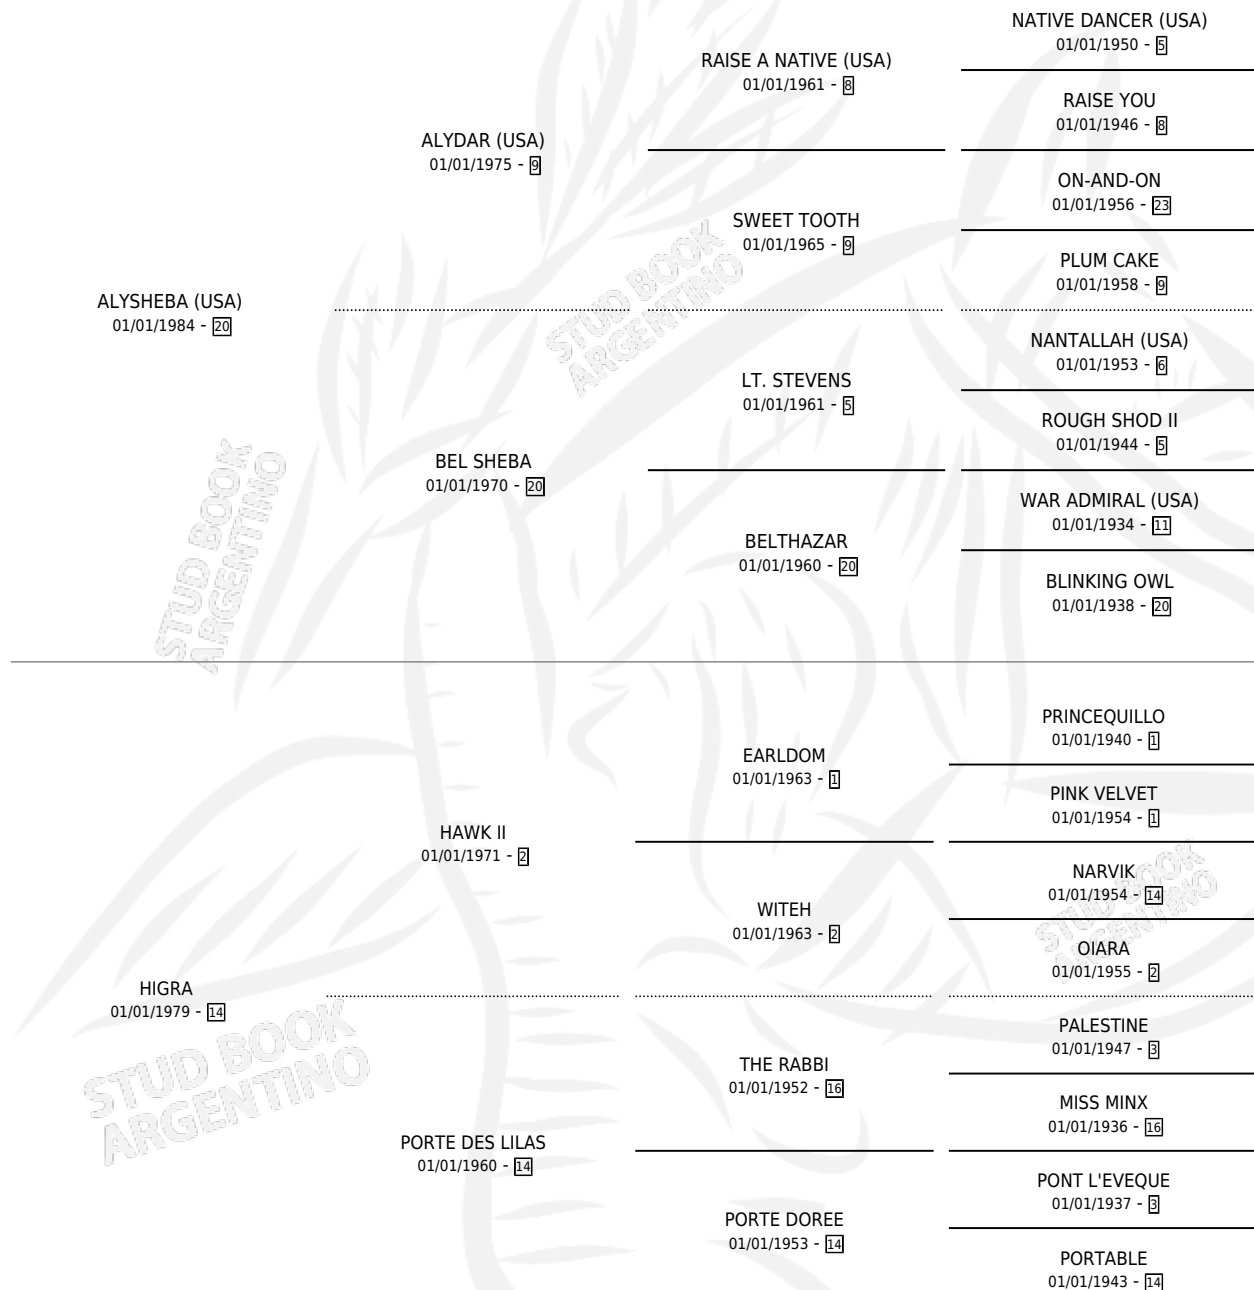 NATIVE DANCER (USA)
01/01/1950 - 5
RAISE A NATIVE (USA)
01/01/1961 - 8
RAISE YOU
01/01/1946 - 8
ALYDAR (USA)
01/01/1975 - 9
ON-AND-ON
01/01/1956 - 23
SWEET TOOTH
01/01/1965 - 9
PLUM CAKE
01/01/1958 - 9
ALYSHEBA (USA)
01/01/1984 - 20
STUD BOOK
ARGENTINO
NANTALLAH (USA)
01/01/1953 - 6
LT. STEVENS
01/01/1961 - 5
ROUGH SHOD II
01/01/1944 - 5
BEL SHEBA
01/01/1970 - 20
WAR ADMIRAL (USA)
01/01/1934 - 11
BELTHAZAR
01/01/1960 - 20
BLINKING OWL
01/01/1938 - 20
STUD BOOK
ARGENTINO
PRINCEQUILLO
01/01/1940 - 1
EARLDOM
01/01/1963 - 1
PINK VELVET
01/01/1954 - 1
HAWK II
01/01/1971 - 2
NARVIK
01/01/1954 - 14
WITEH
01/01/1963 - 2
OIARA
01/01/1955 - 2
STUD BOOK
ARGENTINO
HIGRA
01/01/1979 - 14
PALESTINE
01/01/1947 - 3
THE RABBI
01/01/1952 - 16
MISS MINX
01/01/1936 - 16
STUD BOOK
ARGENTINO
PORTE DES LILAS
01/01/1960 - 14
PONT L'EVEQUE
01/01/1937 - 3
PORTE DOREE
01/01/1953 - 14
PORTABLE
01/01/1943 - 14